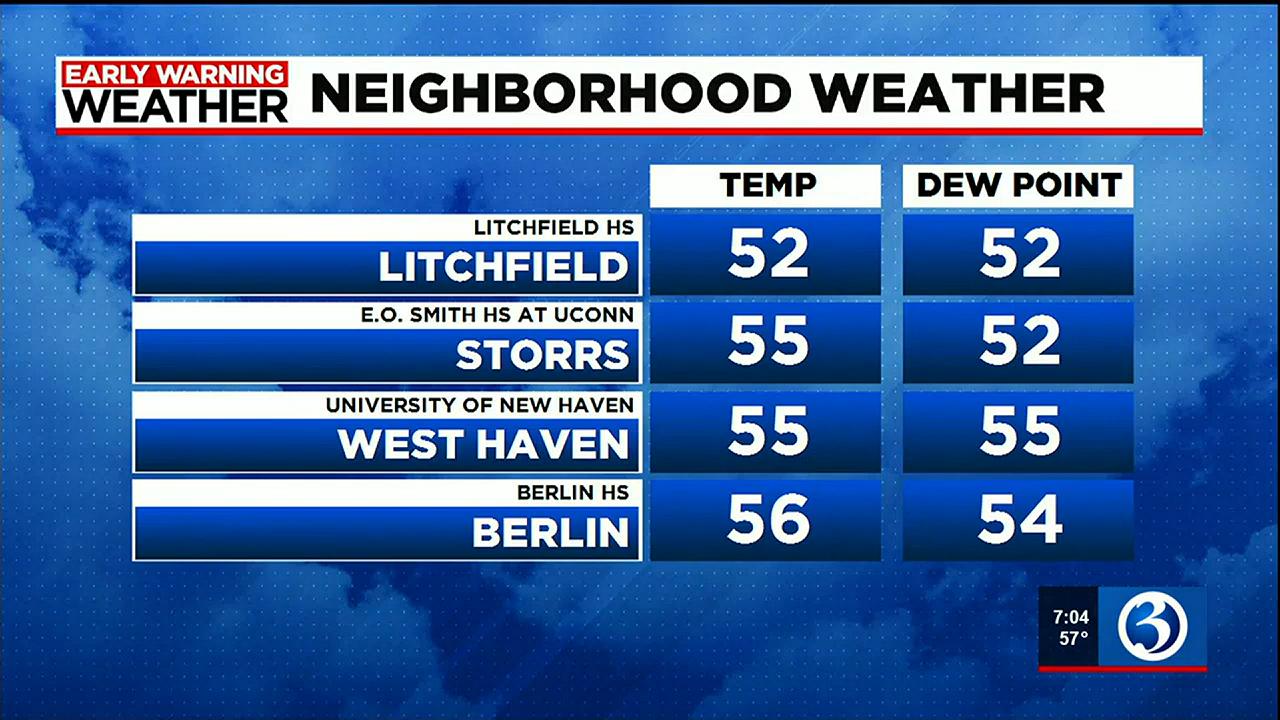 EARLY WARNING
WEATHER
NEIGHBORHOOD WEATHER
TEMP DEW POINT
LITCHFIELD HS
LITCHFIELD 52 52
E.O. SMITH HS AT UCONN
STORRS 55 52
UNIVERSITY OF NEW HAVEN
WEST HAVEN 55 55
BERLIN HS
BERLIN 56 54
7:04
57°
3